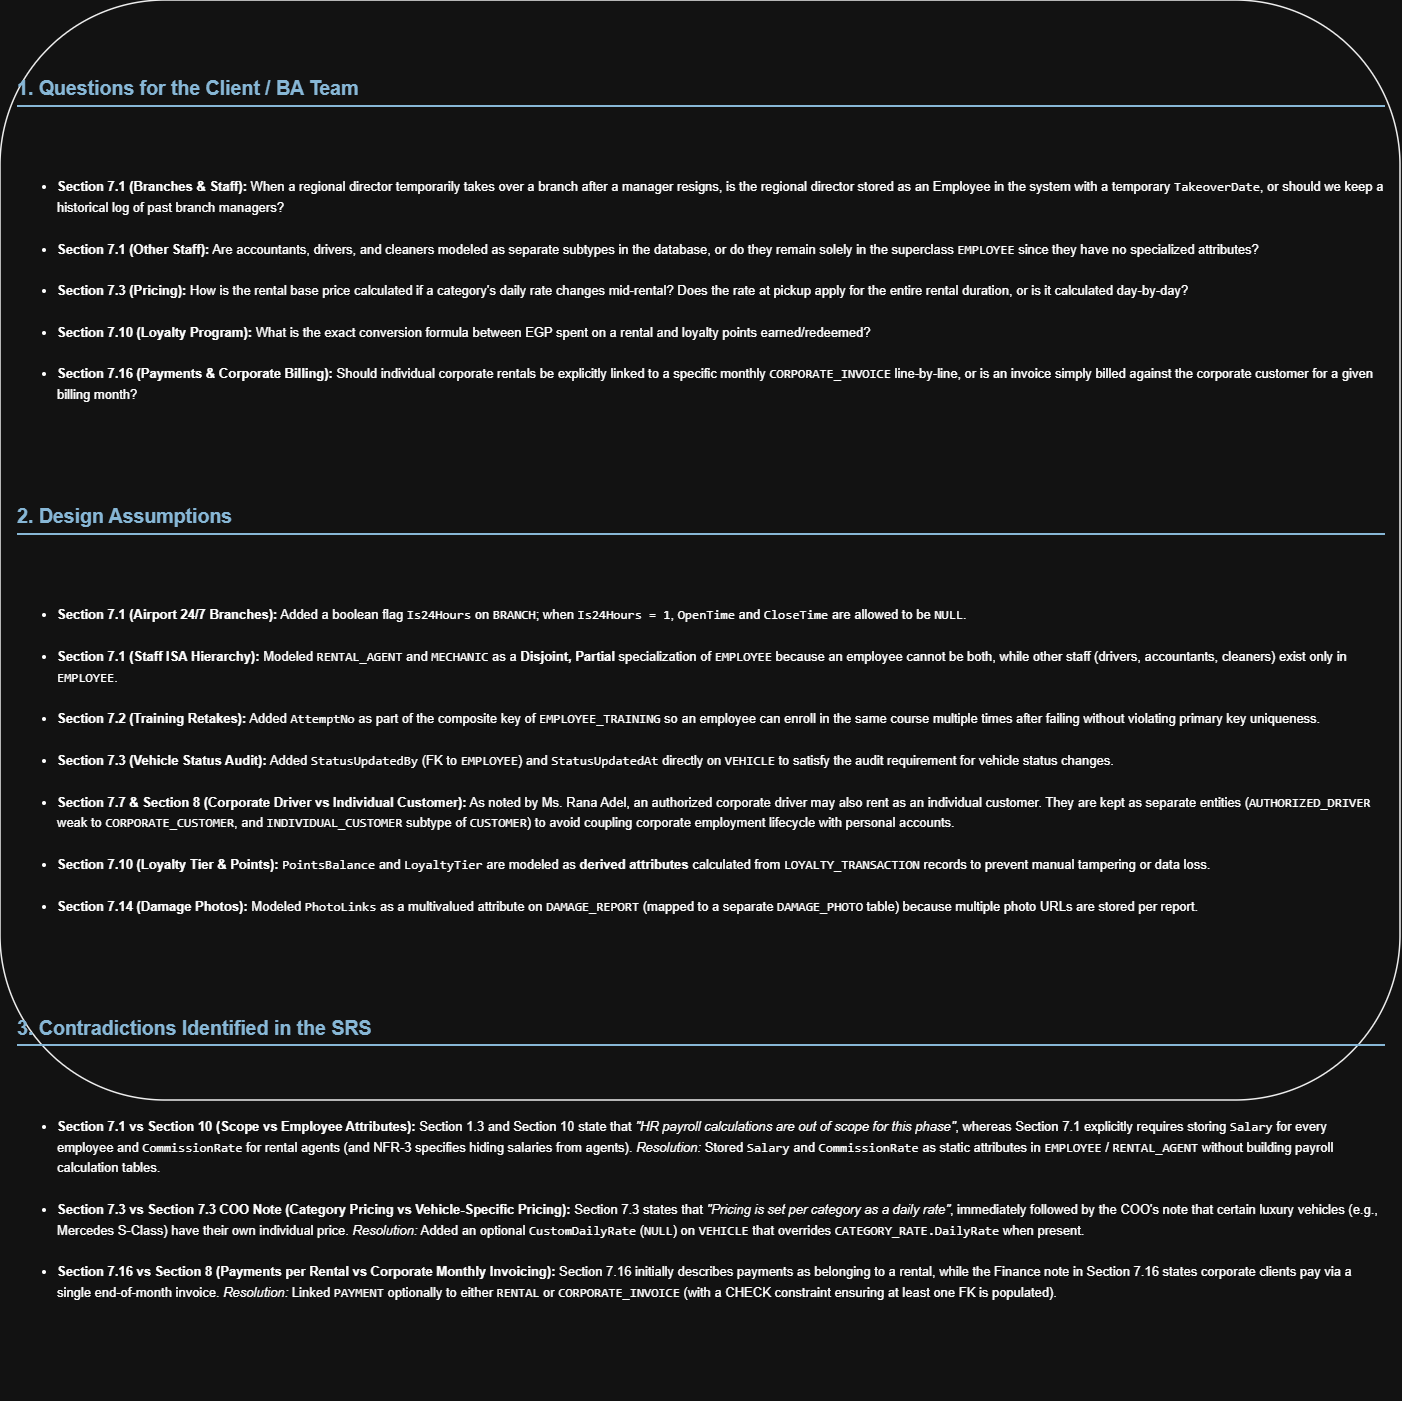 1. Questions for the Client / BA Team
• Section 7.1 (Branches & Staff): When a regional director temporarily takes over a branch after a manager resigns, is the regional director stored as an Employee in the system with a temporary TakeoverDate, or should we keep a
historical log of past branch managers?
• Section 7.1 (Other Staff): Are accountants, drivers, and cleaners modeled as separate subtypes in the database, or do they remain solely in the superclass EMPLOYEE since they have no specialized attributes?
• Section 7.3 (Pricing): How is the rental base price calculated if a category's daily rate changes mid-rental? Does the rate at pickup apply for the entire rental duration, or is it calculated day-by-day?
• Section 7.10 (Loyalty Program): What is the exact conversion formula between EGP spent on a rental and loyalty points earned/redeemed?
• Section 7.16 (Payments & Corporate Billing): Should individual corporate rentals be explicitly linked to a specific monthly CORPORATE_INVOICE line-by-line, or is an invoice simply billed against the corporate customer for a given
billing month?
2. Design Assumptions
• Section 7.1 (Airport 24/7 Branches): Added a boolean flag Is24Hours on BRANCH; when Is24Hours = 1, OpenTime and CloseTime are allowed to be NULL.
• Section 7.1 (Staff ISA Hierarchy): Modeled RENTAL_AGENT and MECHANIC as a Disjoint, Partial specialization of EMPLOYEE because an employee cannot be both, while other staff (drivers, accountants, cleaners) exist only in
EMPLOYEE.
• Section 7.2 (Training Retakes): Added AttemptNo as part of the composite key of EMPLOYEE_TRAINING so an employee can enroll in the same course multiple times after failing without violating primary key uniqueness.
• Section 7.3 (Vehicle Status Audit): Added StatusUpdatedBy (FK to EMPLOYEE) and StatusUpdatedAt directly on VEHICLE to satisfy the audit requirement for vehicle status changes.
• Section 7.7 & Section 8 (Corporate Driver vs Individual Customer): As noted by Ms. Rana Adel, an authorized corporate driver may also rent as an individual customer. They are kept as separate entities (AUTHORIZED_DRIVER
weak to CORPORATE_CUSTOMER, and INDIVIDUAL_CUSTOMER subtype of CUSTOMER) to avoid coupling corporate employment lifecycle with personal accounts.
• Section 7.10 (Loyalty Tier & Points): PointsBalance and LoyaltyTier are modeled as derived attributes calculated from LOYALTY_TRANSACTION records to prevent manual tampering or data loss.
• Section 7.14 (Damage Photos): Modeled PhotoLinks as a multivalued attribute on DAMAGE_REPORT (mapped to a separate DAMAGE_PHOTO table) because multiple photo URLs are stored per report.
3. Contradictions Identified in the SRS
• Section 7.1 vs Section 10 (Scope vs Employee Attributes): Section 1.3 and Section 10 state that "HR payroll calculations are out of scope for this phase", whereas Section 7.1 explicitly requires storing Salary for every
employee and CommissionRate for rental agents (and NFR-3 specifies hiding salaries from agents). Resolution: Stored Salary and CommissionRate as static attributes in EMPLOYEE / RENTAL_AGENT without building payroll
calculation tables.
• Section 7.3 vs Section 7.3 COO Note (Category Pricing vs Vehicle-Specific Pricing): Section 7.3 states that "Pricing is set per category as a daily rate", immediately followed by the COO's note that certain luxury vehicles (e.g.,
Mercedes S-Class) have their own individual price. Resolution: Added an optional CustomDailyRate (NULL) on VEHICLE that overrides CATEGORY_RATE.DailyRate when present.
• Section 7.16 vs Section 8 (Payments per Rental vs Corporate Monthly Invoicing): Section 7.16 initially describes payments as belonging to a rental, while the Finance note in Section 7.16 states corporate clients pay via a
single end-of-month invoice. Resolution: Linked PAYMENT optionally to either RENTAL or CORPORATE_INVOICE (with a CHECK constraint ensuring at least one FK is populated).